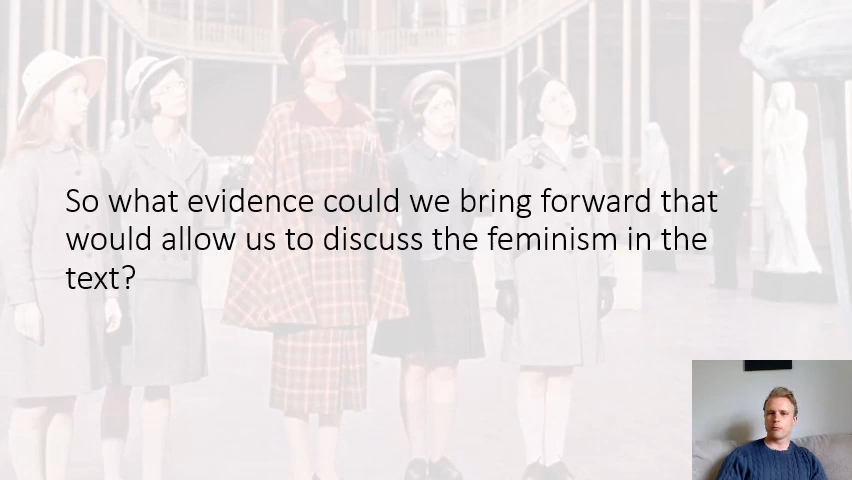 So what evidence could we bring forward that
would allow us to discuss the feminism in the
text?